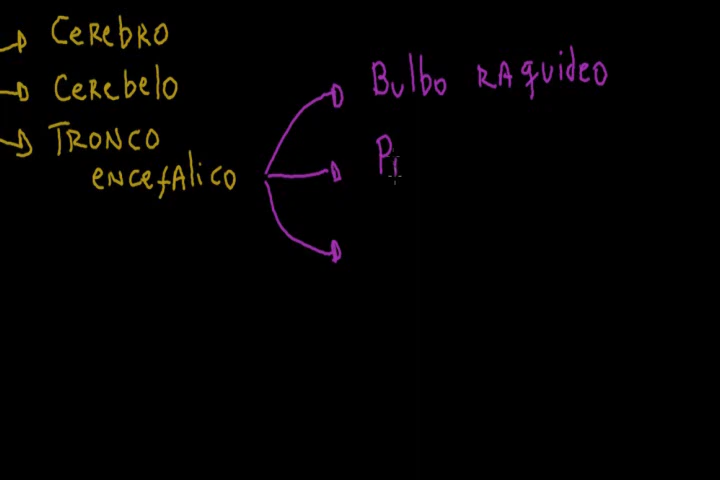 CEREBRO
CEREBELO
TRONCO
ENCEFALICO
Bulbo RAQUIDEO